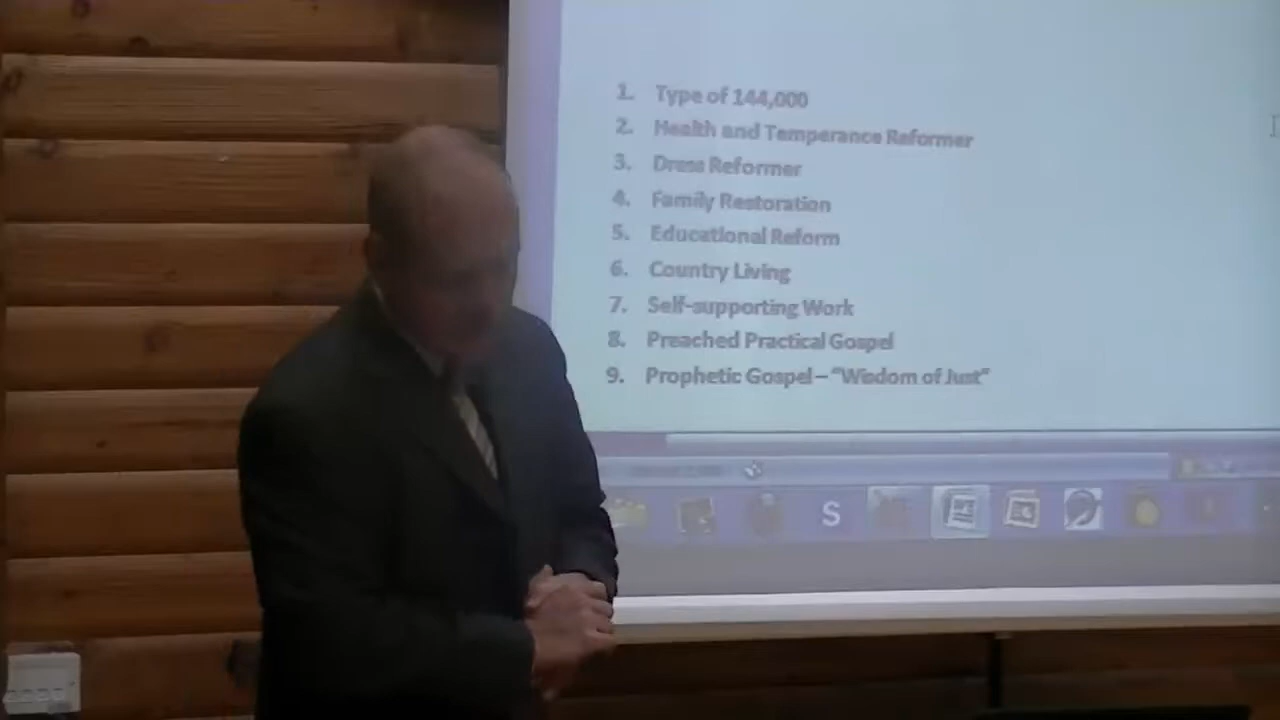 1. Type of 144,000
2. Health and Temperance Reformer
3. Dress Reformer
4. Family Restoration
5. Educational Reform
6. Country Living
7. Self-supporting Work
8. Preached Practical Gospel
9. Prophetic Gospel – "Wisdom of Just"
S